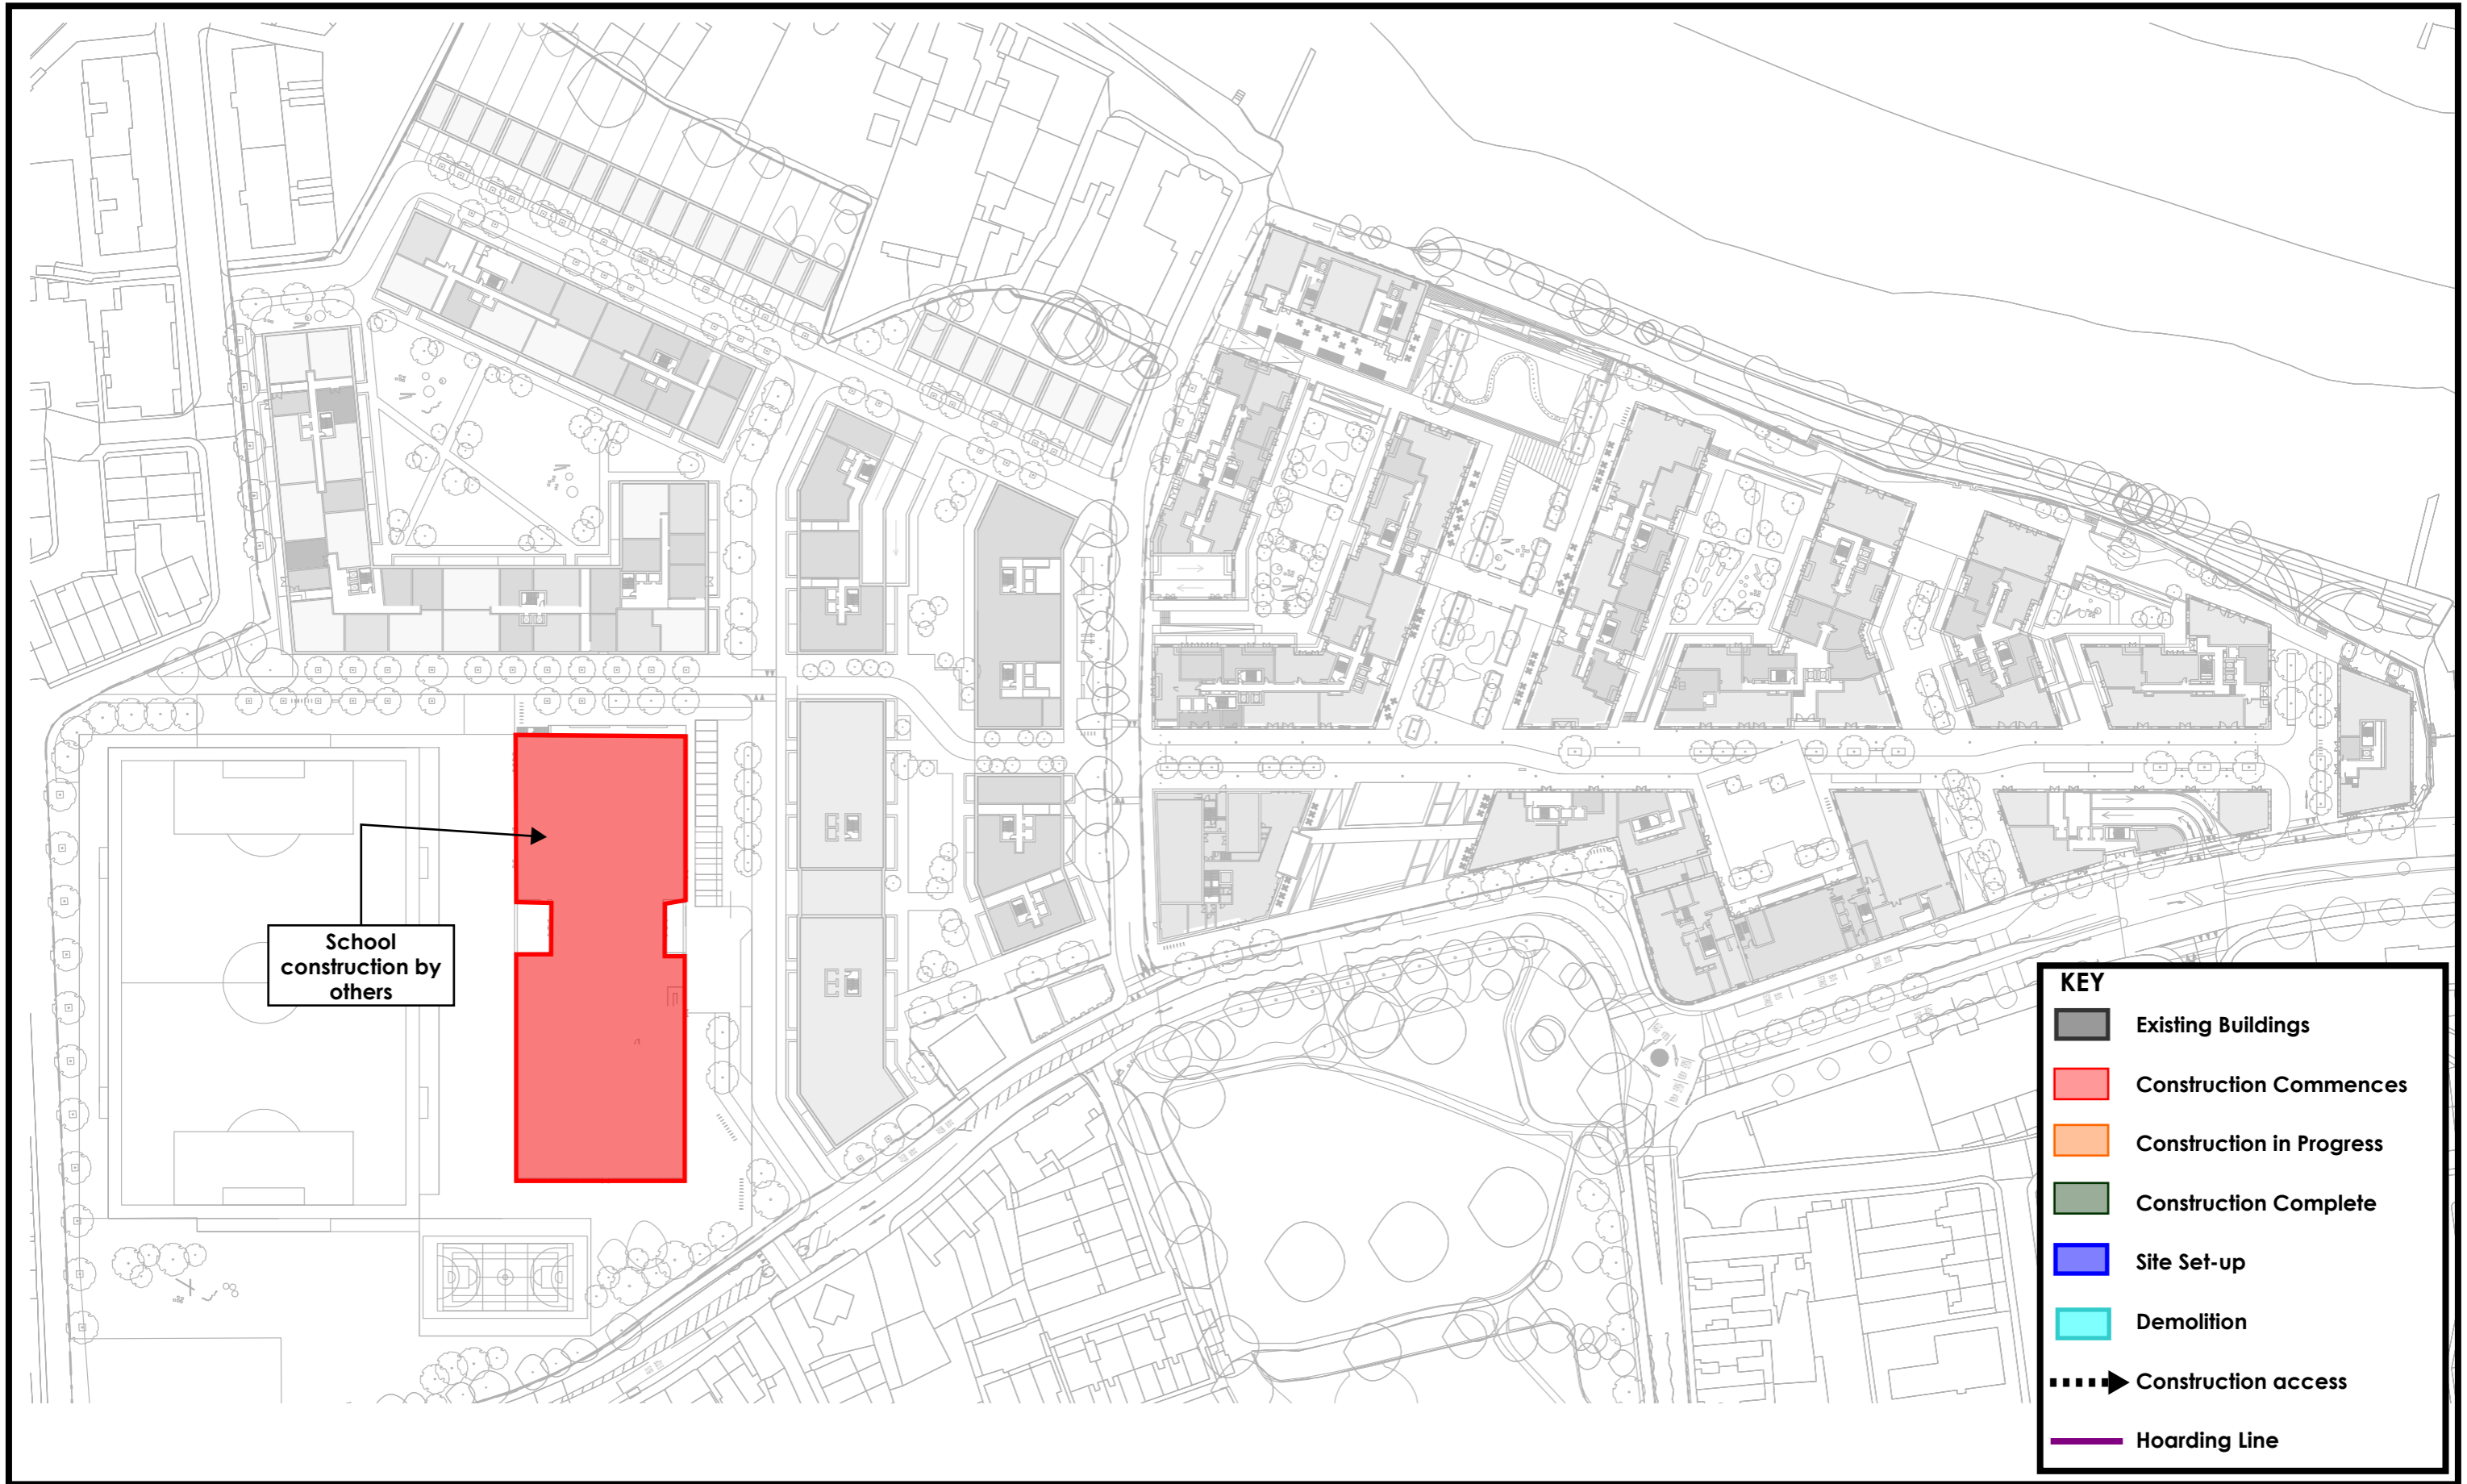 School
construction by
others
KEY
Existing Buildings
Construction Commences
Construction in Progress
Construction Complete
Site Set-up
Demolition
Construction access
Hoarding Line